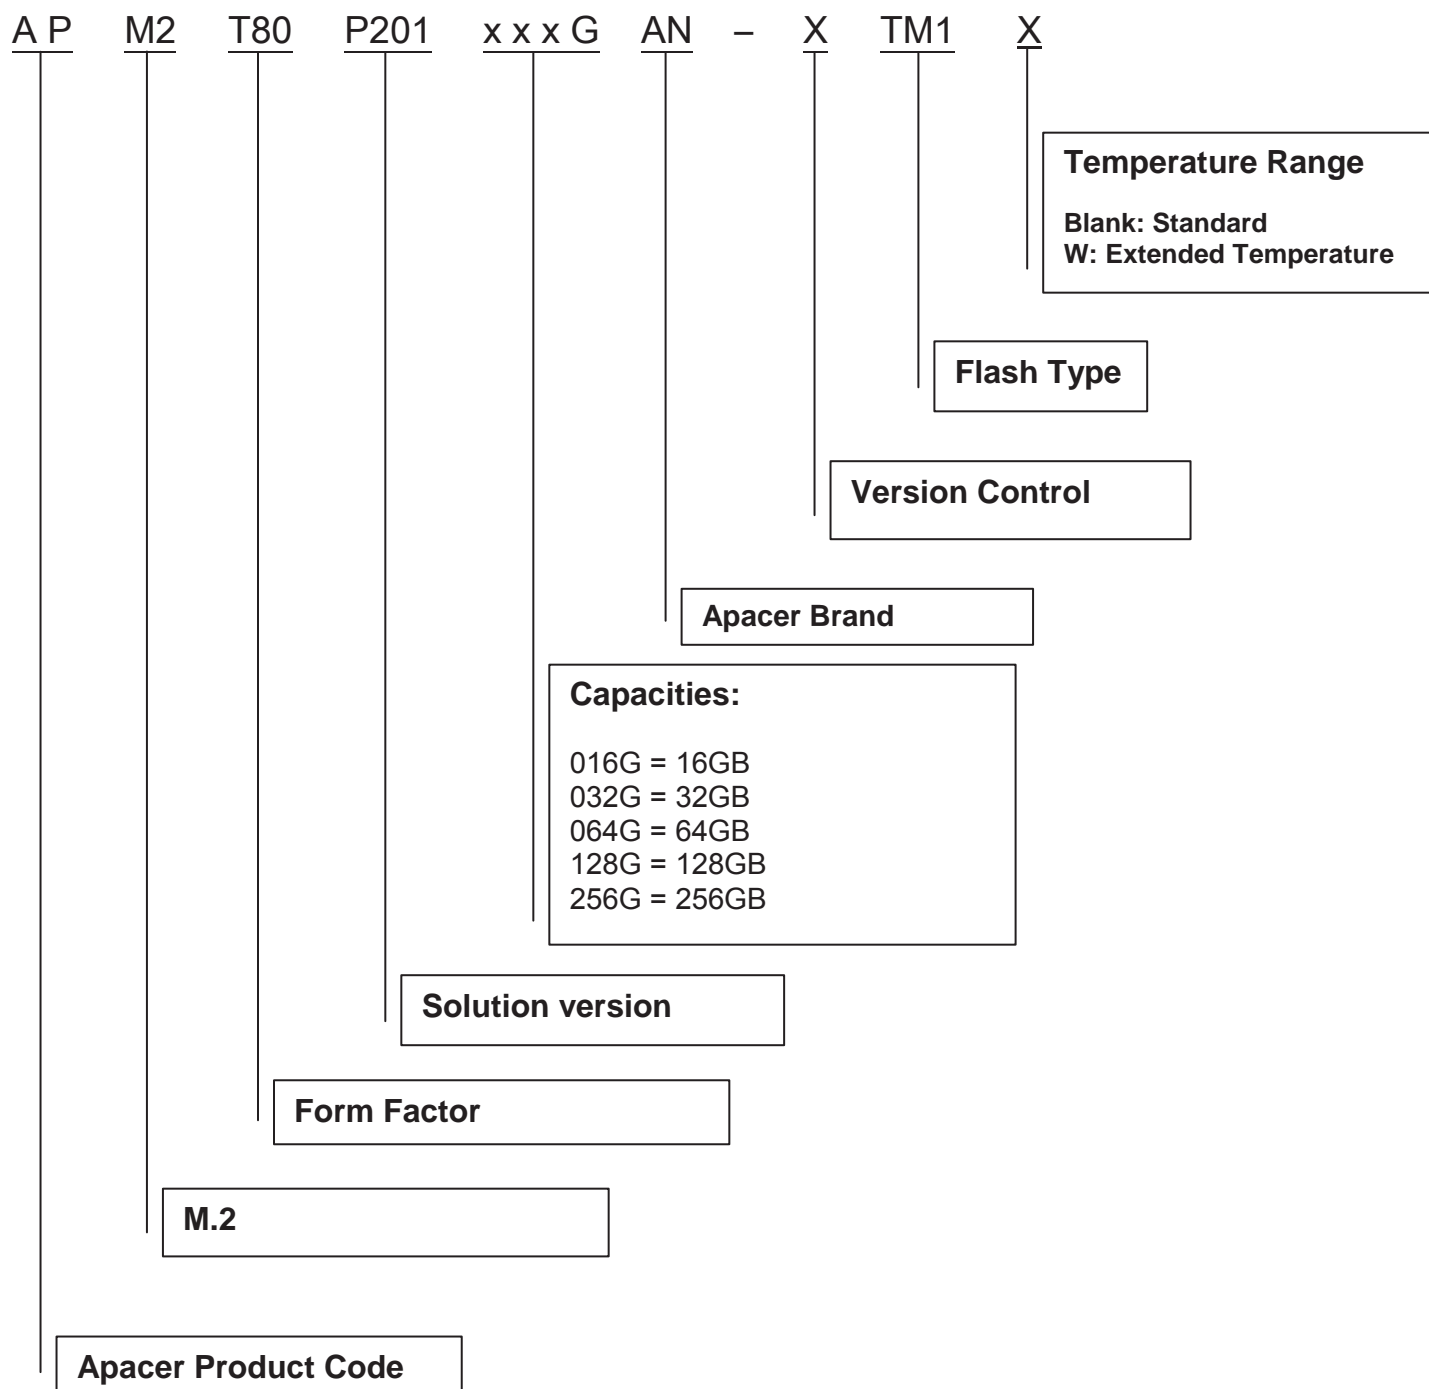 A P M2 T80 P201 x x x G AN – X TM1 X
Temperature Range
Blank: Standard
W: Extended Temperature
Flash Type
Version Control
Apacer Brand
Capacities:
016G = 16GB
032G = 32GB
064G = 64GB
128G = 128GB
256G = 256GB
Solution version
Form Factor
M.2
Apacer Product Code